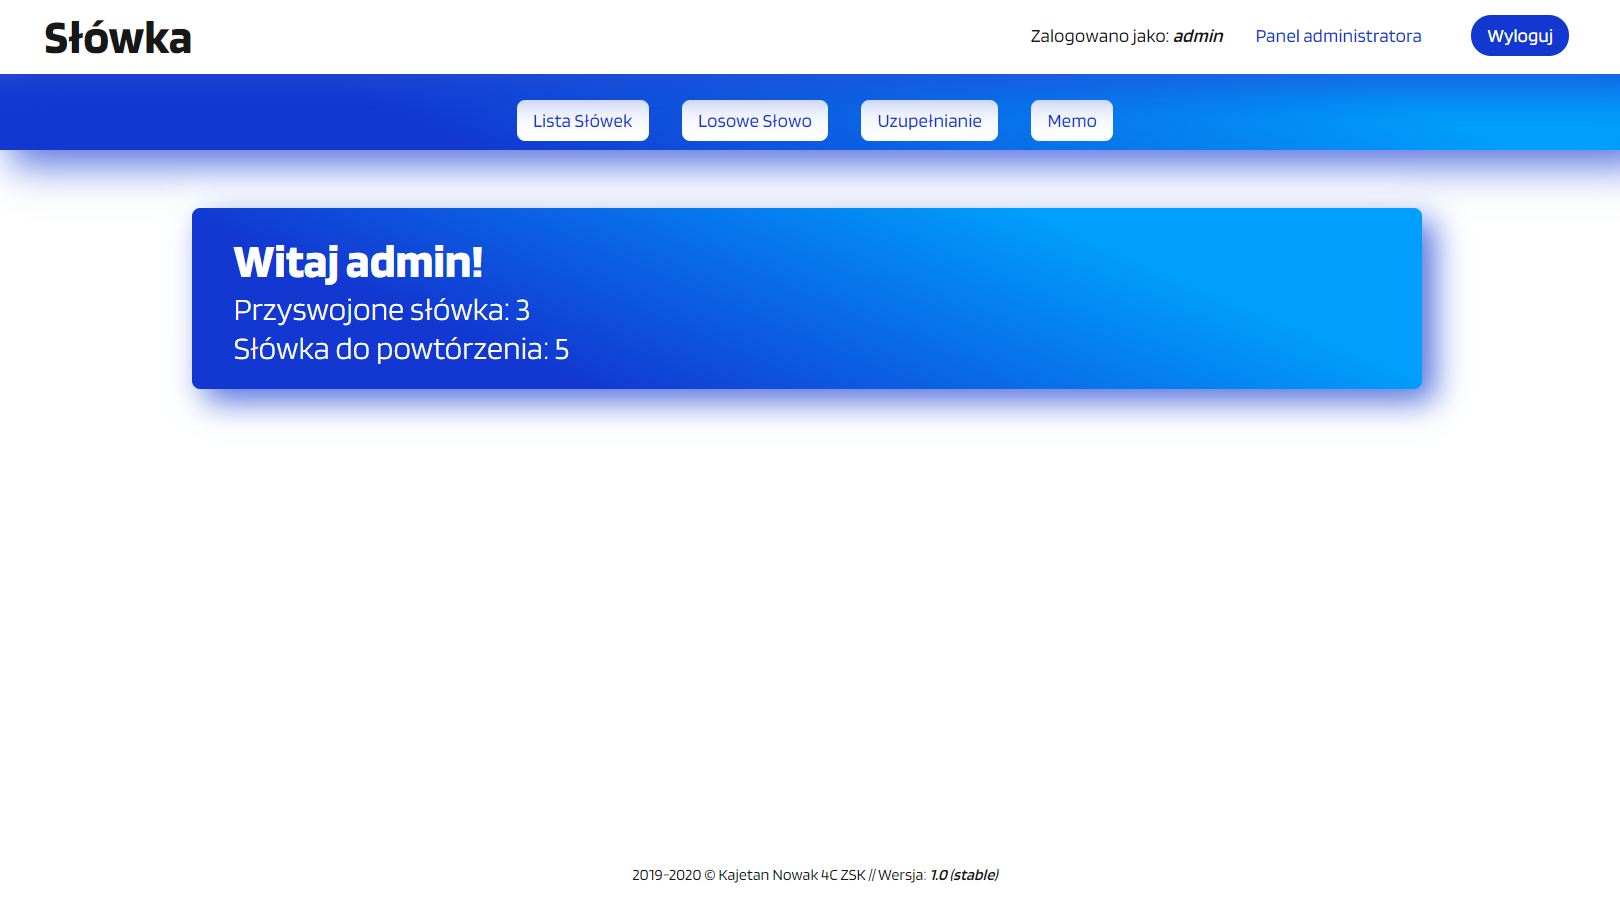 Słówka
Zalogowano jako: admin Panel administratora Wyloguj
Lista Słówek Losowe Słowo Uzupełnianie Memo
Witaj admin!
Przyswojone słówka: 3
Słówka do powtórzenia: 5
2019-2020 © Kajetan Nowak 4C ZSK // Wersja: 1.0 (stable)